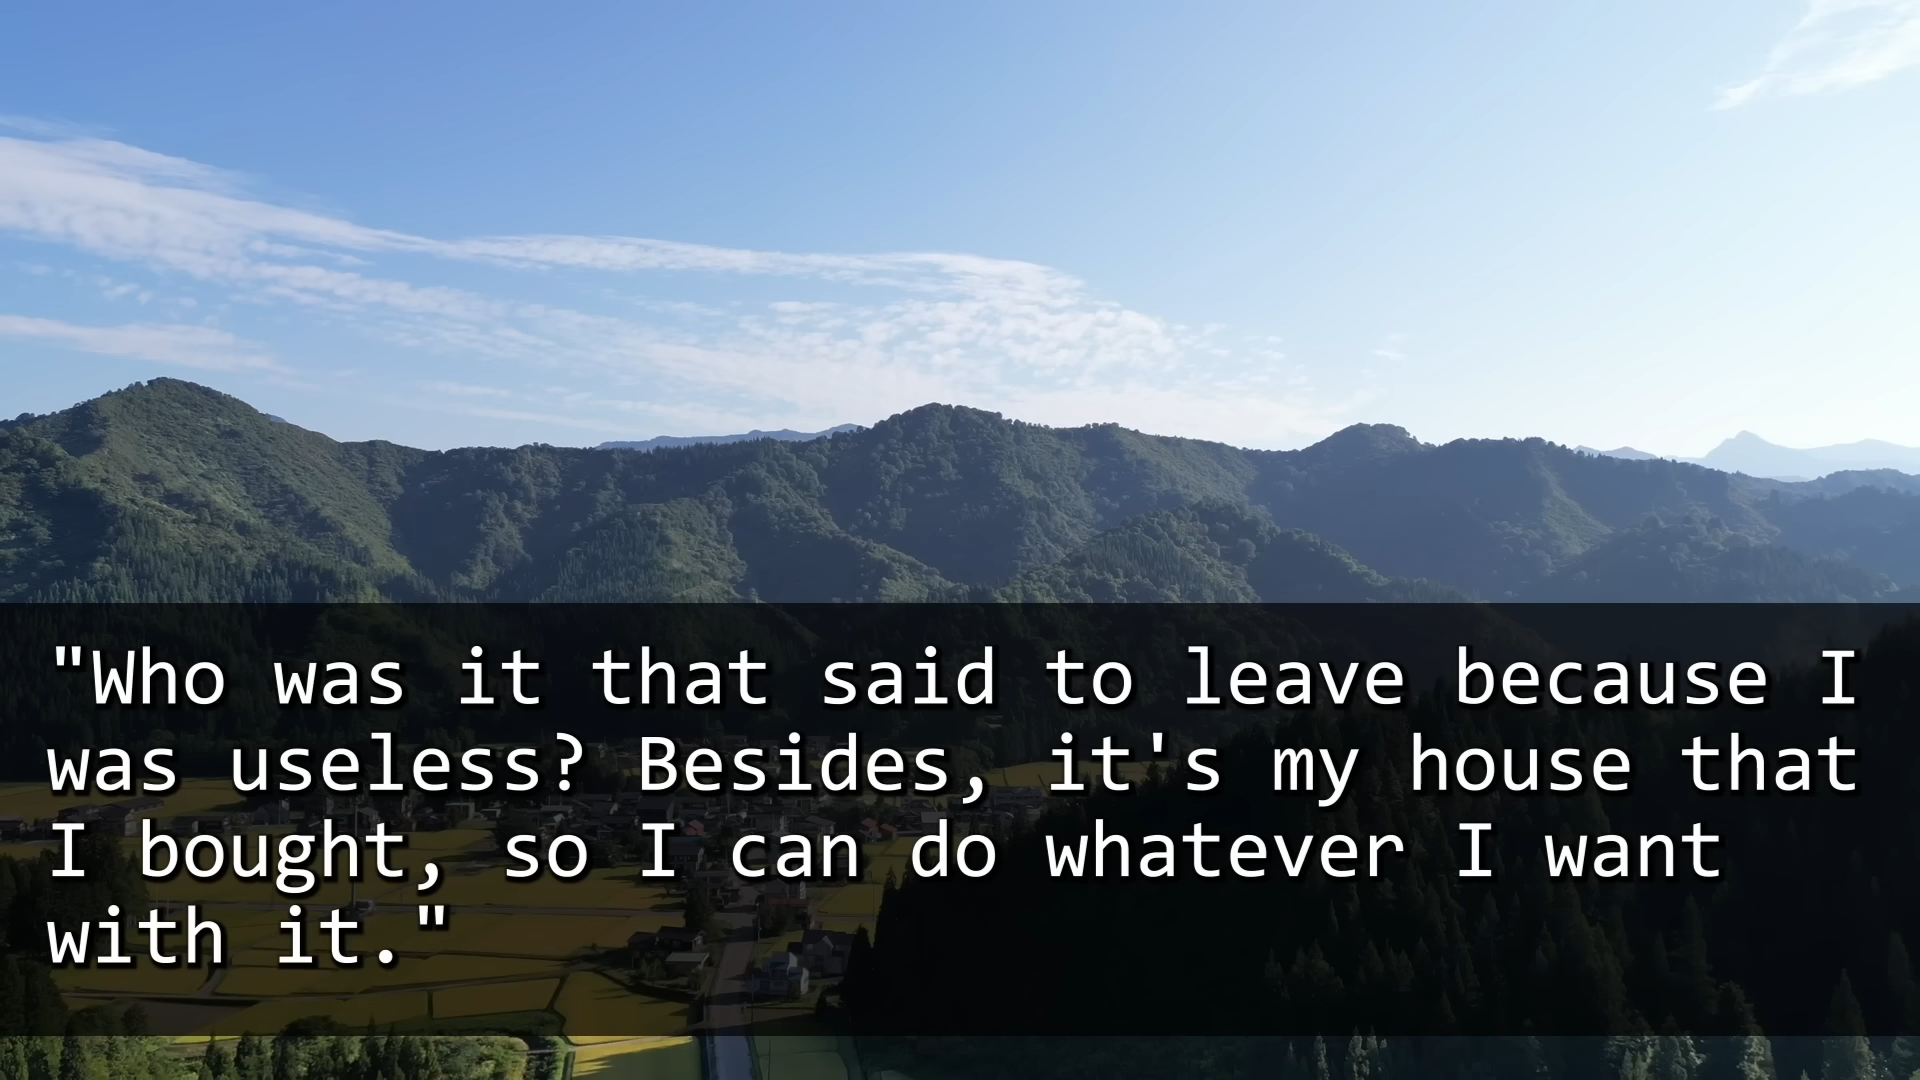 "Who was it that said to leave because I
was useless? Besides, it's my house that
I bought, so I can do whatever I want
with it."